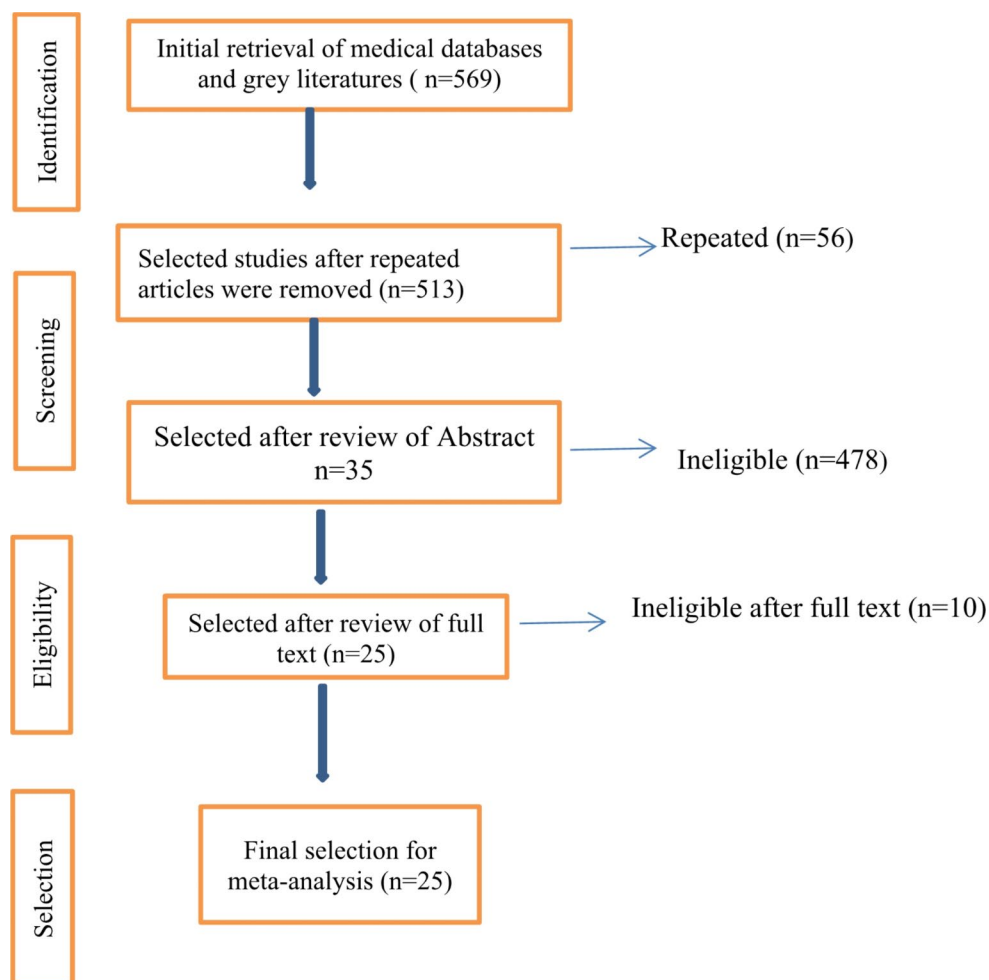 Identification
Initial retrieval of medical databases
and grey literatures ( n=569)
Repeated (n=56)
Selected studies after repeated
articles were removed (n=513)
Screening
Selected after review of Abstract
n=35
Ineligible (n=478)
Eligibility
Selected after review of full
text (n=25)
Ineligible after full text (n=10)
Selection
Final selection for
meta-analysis (n=25)